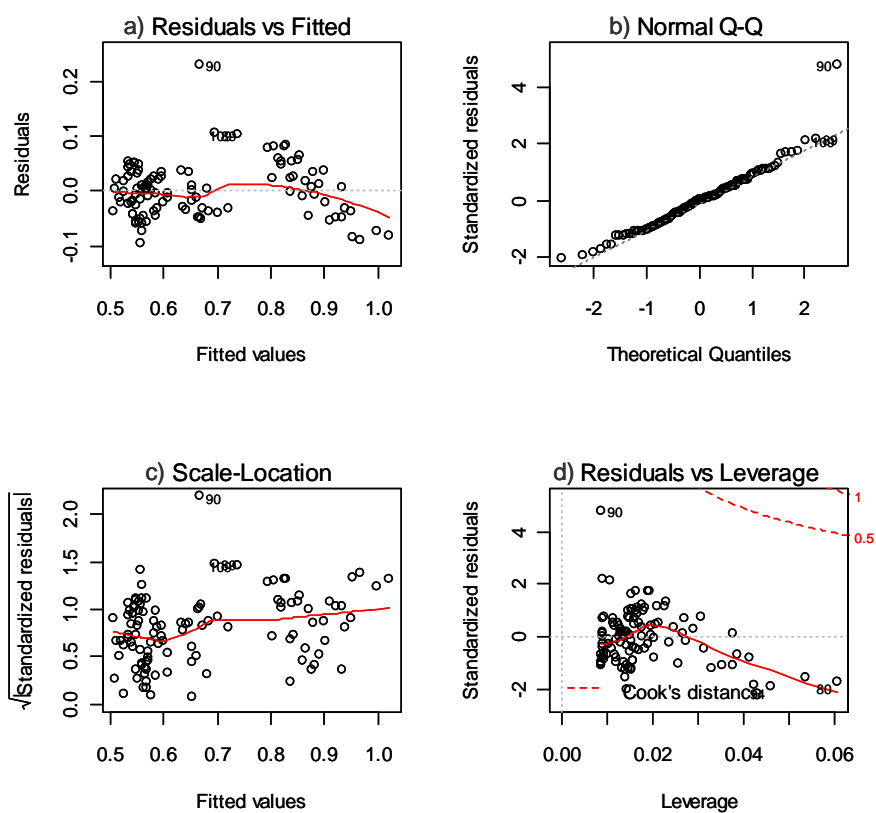 a) Residuals vs Fitted
Residuals
0.2
0.1
0.0
-0.1
90
0.5 0.6 0.7 0.8 0.9 1.0
Fitted values
b) Normal Q-Q
Standardized residuals
4
2
0
-2
90
-2 -1 0 1 2
Theoretical Quantiles
c) Scale-Location
√|Standardized residuals|
2.0
1.5
1.0
0.5
0.0
90
0.5 0.6 0.7 0.8 0.9 1.0
Fitted values
d) Residuals vs Leverage
Standardized residuals
4
2
0
-2
90
1
0.5
Cook's distance
80
0.00 0.02 0.04 0.06
Leverage